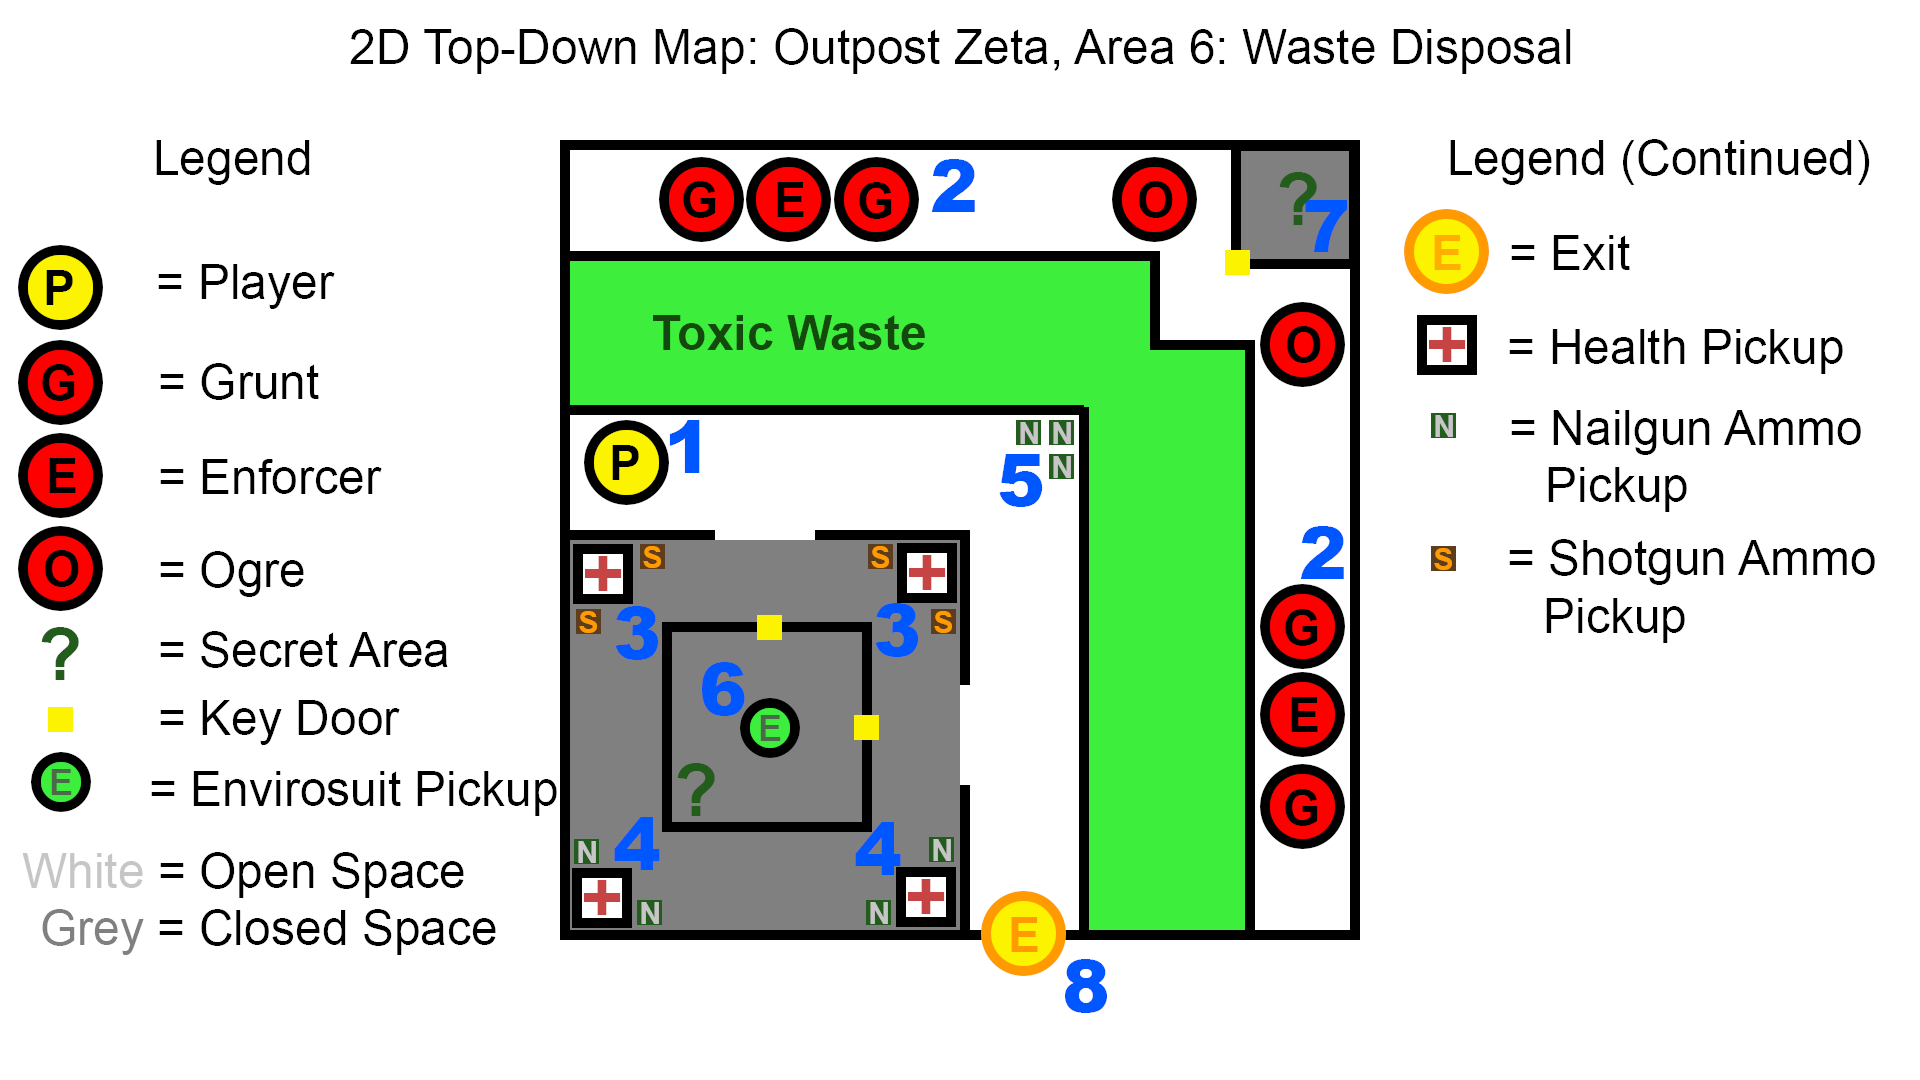 2D Top-Down Map: Outpost Zeta, Area 6: Waste Disposal
Legend
P = Player
G = Grunt
E = Enforcer
O = Ogre
? = Secret Area
= Key Door
E = Envirosuit Pickup
White = Open Space
Grey = Closed Space
G E G 2 O ? 7
Toxic Waste
O
P 1 N N
5 N
S S
S 3 3 S
2
6
G
E
E
? G
N 4 4 N
N N
E
8
Legend (Continued)
E = Exit
= Health Pickup
N = Nailgun Ammo
Pickup
S = Shotgun Ammo
Pickup